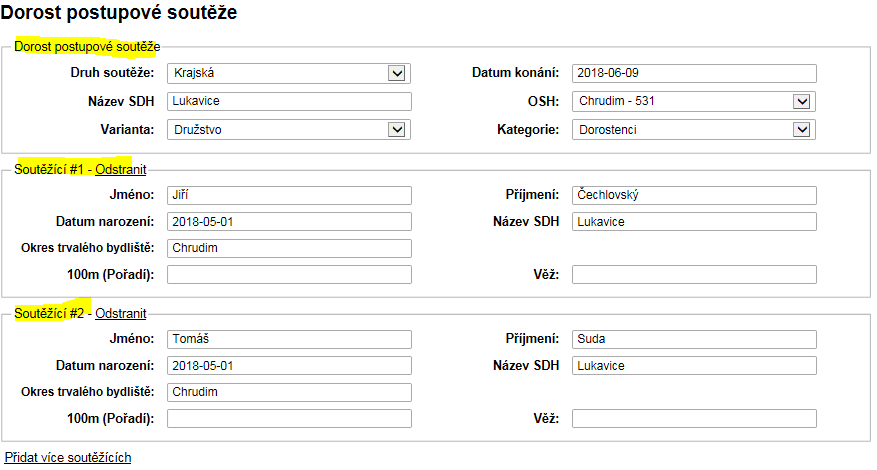 Dorost postupové soutěže
Dorost postupové soutěže
Druh soutěže: Krajská Datum konání: 2018-06-09
Název SDH Lukavice OSH: Chrudim - 531
Varianta: Družstvo Kategorie: Dorostenci
Soutěžící #1 - Odstranit
Jméno: Jiří Příjmení: Čechlovský
Datum narození: 2018-05-01 Název SDH Lukavice
Okres trvalého bydliště: Chrudim
100m (Pořadí): Věž:
Soutěžící #2 - Odstranit
Jméno: Tomáš Příjmení: Suda
Datum narození: 2018-05-01 Název SDH Lukavice
Okres trvalého bydliště: Chrudim
100m (Pořadí): Věž:
Přidat více soutěžících